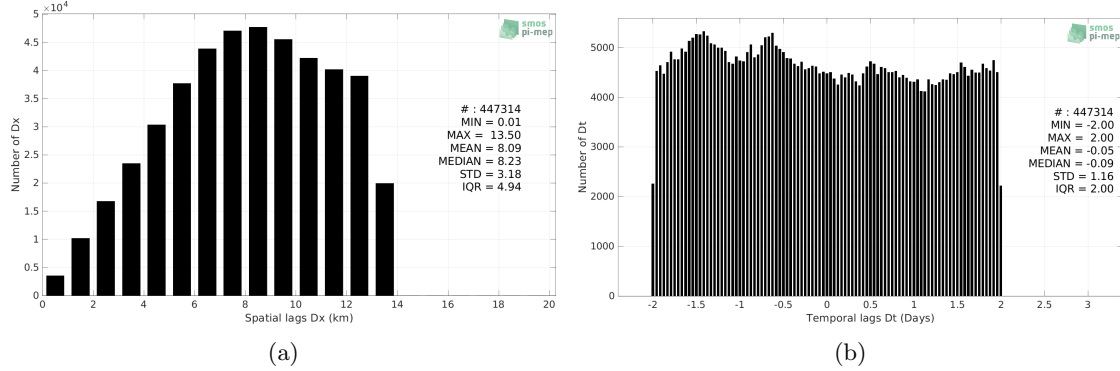 ×10⁴
5
4.5
4
3.5
3
2.5
2
1.5
1
0.5
0
Number of Dx
0 2 4 6 8 10 12 14 16 18 20
Spatial lags Dx (km)
smos
pi-mep
# : 447314
MIN = 0.01
MAX = 13.50
MEAN = 8.09
MEDIAN = 8.23
STD = 3.18
IQR = 4.94
(a)
5000
4000
3000
2000
1000
0
Number of Dt
-2 -1.5 -1 -0.5 0 0.5 1 1.5 2 2.5 3
Temporal lags Dt (Days)
smos
pi-mep
# : 447314
MIN = -2.00
MAX = 2.00
MEAN = -0.05
MEDIAN = -0.09
STD = 1.16
IQR = 2.00
(b)